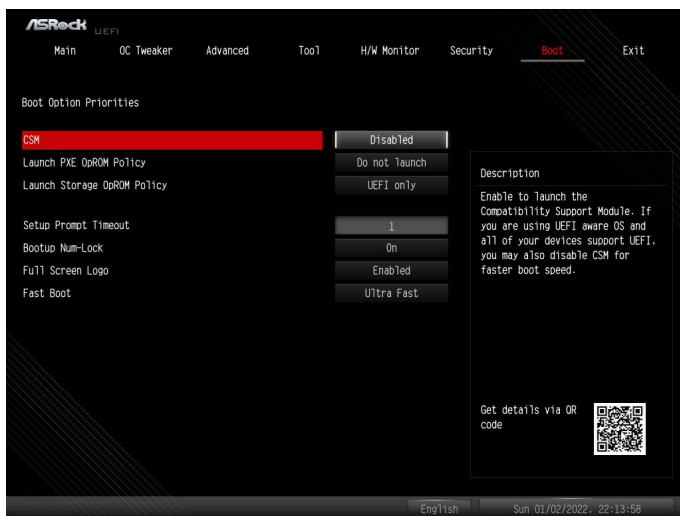 ASRock UEFI
Main OC Tweaker Advanced Tool H/W Monitor Security Boot Exit
Boot Option Priorities
CSM Disabled
Launch PXE OpROM Policy Do not launch
Launch Storage OpROM Policy UEFI only
Setup Prompt Timeout 1
Bootup Num-Lock On
Full Screen Logo Enabled
Fast Boot Ultra Fast
Description
Enable to launch the
Compatibility Support Module. If
you are using UEFI aware OS and
all of your devices support UEFI,
you may also disable CSM for
faster boot speed.
Get details via QR
code
English Sun 01/02/2022, 22:13:58